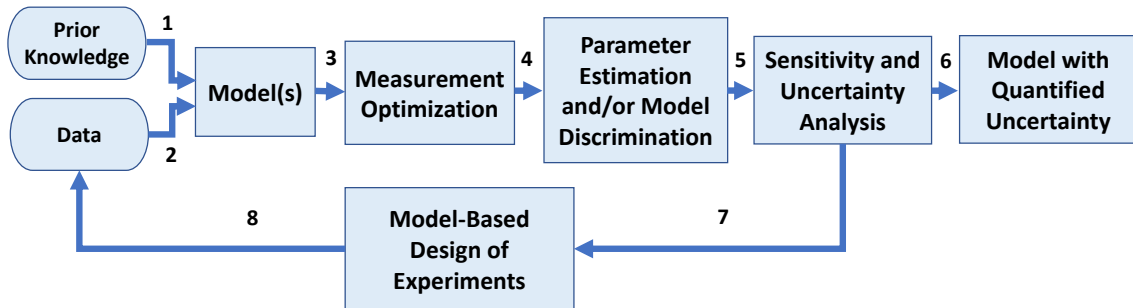 Prior
Knowledge
1
Data
2
Model(s)
3
Measurement
Optimization
4
Parameter
Estimation
and/or Model
Discrimination
5
Sensitivity and
Uncertainty
Analysis
6
Model with
Quantified
Uncertainty
7
Model-Based
Design of
Experiments
8